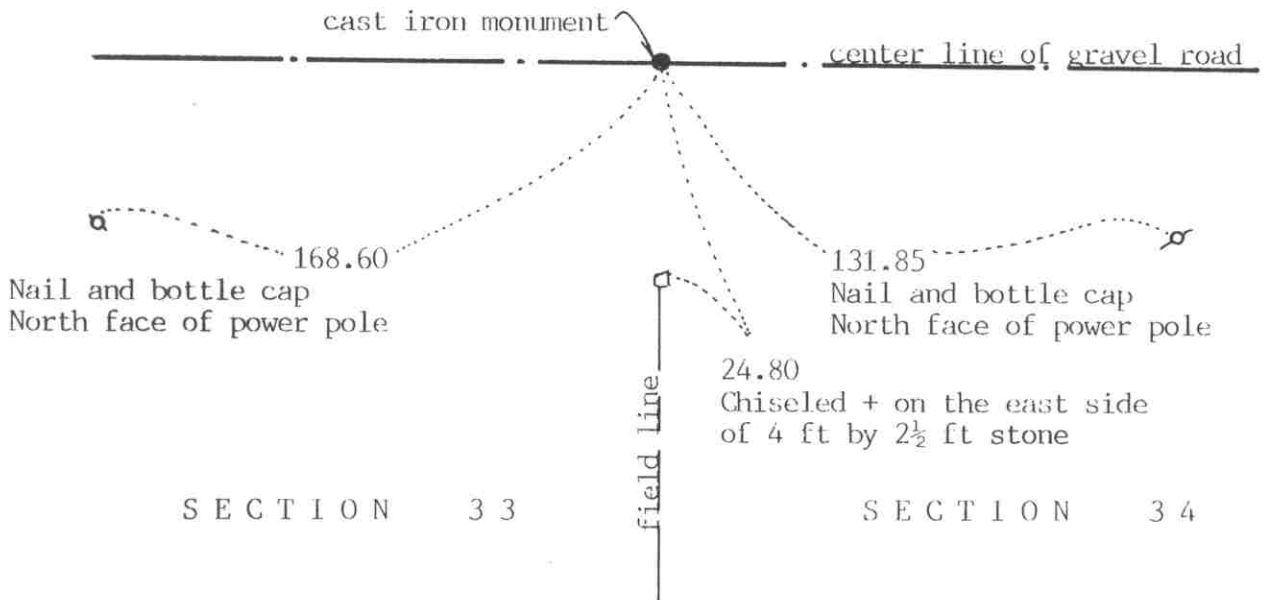 cast iron monument
center line of gravel road
168.60
Nail and bottle cap
North face of power pole
131.85
Nail and bottle cap
North face of power pole
24.80
Chiseled + on the east side
of 4 ft by 2½ ft stone
field line
SECTION 33
SECTION 34